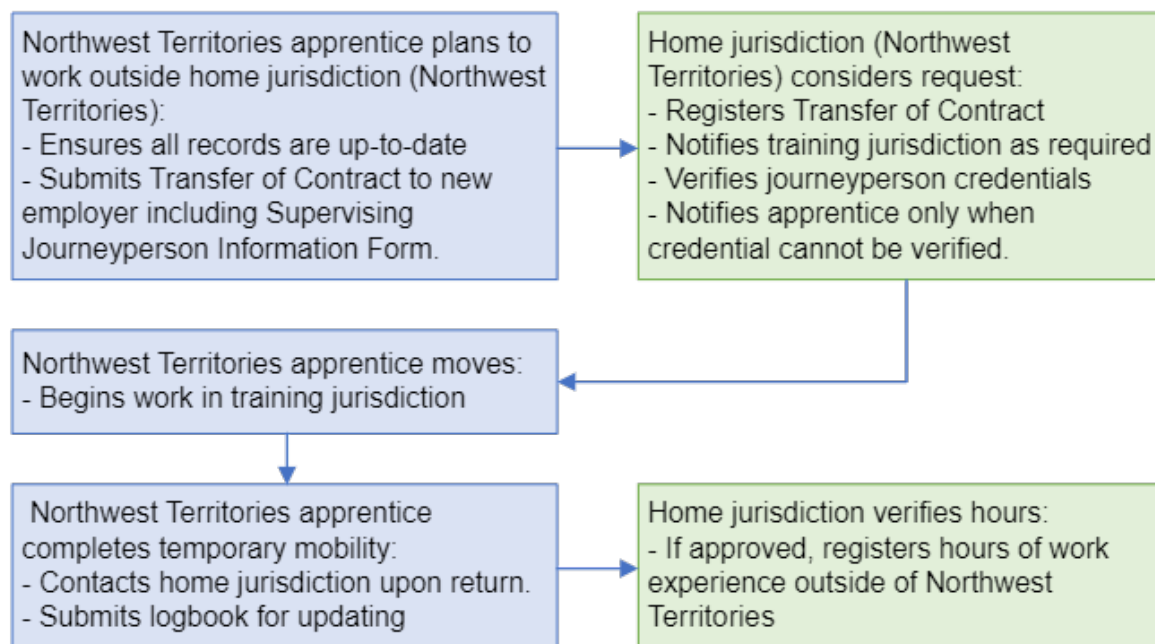 Northwest Territories apprentice plans to
work outside home jurisdiction (Northwest
Territories):
- Ensures all records are up-to-date
- Submits Transfer of Contract to new
employer including Supervising
Journeyperson Information Form.
Home jurisdiction (Northwest
Territories) considers request:
- Registers Transfer of Contract
- Notifies training jurisdiction as required
- Verifies journeyperson credentials
- Notifies apprentice only when
credential cannot be verified.
Northwest Territories apprentice moves:
- Begins work in training jurisdiction
Northwest Territories apprentice
completes temporary mobility:
- Contacts home jurisdiction upon return.
- Submits logbook for updating
Home jurisdiction verifies hours:
- If approved, registers hours of work
experience outside of Northwest
Territories